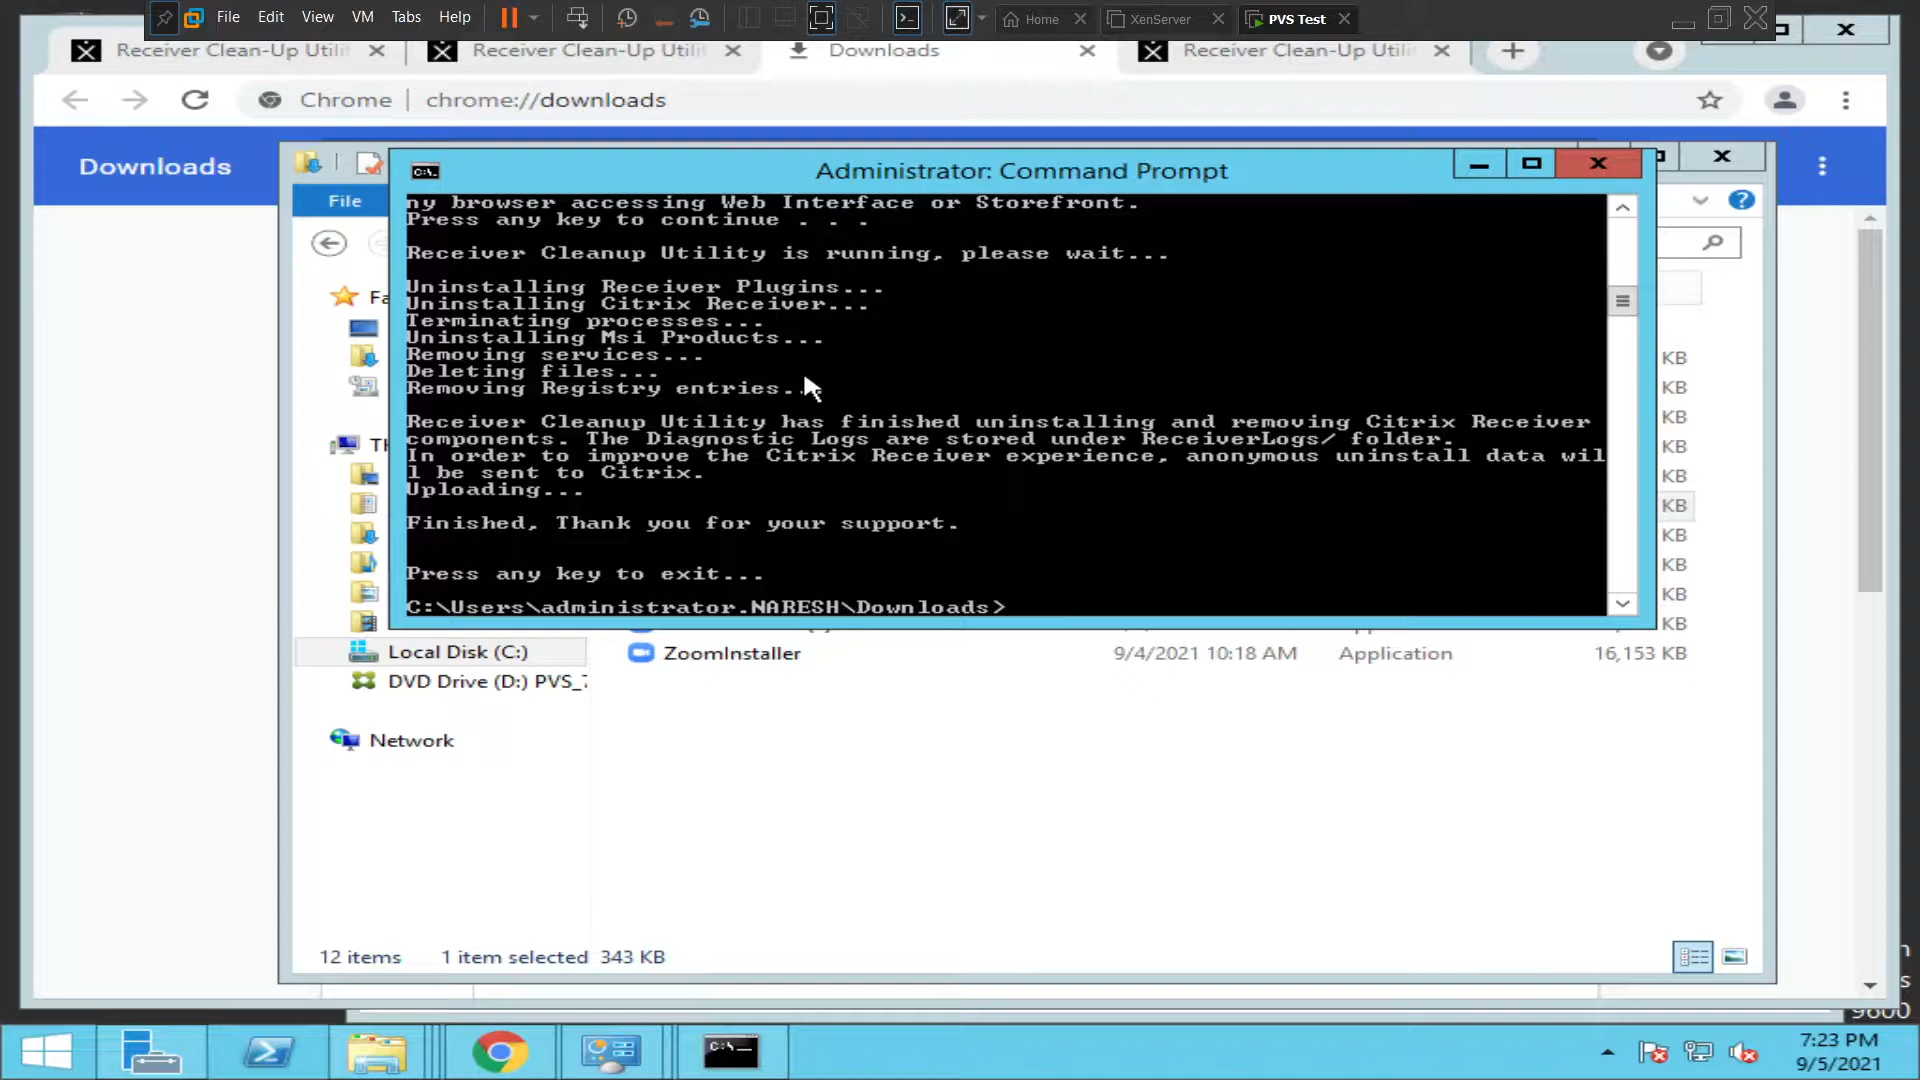 File Edit View VM Tabs Help
Home XenServer PVS Test
Receiver Clean-Up Utili Receiver Clean-Up Utili Downloads Receiver Clean-Up Utili
Chrome chrome://downloads
Downloads
Administrator: Command Prompt
File
ny browser accessing Web Interface or Storefront.
Press any key to continue . . .
Receiver Cleanup Utility is running, please wait...
Uninstalling Receiver Plugins...
Uninstalling Citrix Receiver...
Terminating processes...
Uninstalling Msi Products...
Removing services...
Deleting files...
Removing Registry entries...
Receiver Cleanup Utility has finished uninstalling and removing Citrix Receiver
components. The Diagnostic Logs are stored under ReceiverLogs/ folder.
In order to improve the Citrix Receiver experience, anonymous uninstall data wil
l be sent to Citrix.
Uploading...
Finished, Thank you for your support.
Press any key to exit...
C:\Users\administrator.NARESH\Downloads>
Fa
Th
KB
KB
KB
KB
KB
KB
KB
KB
KB
KB
Local Disk (C:)
ZoomInstaller 9/4/2021 10:18 AM Application 16,153 KB
DVD Drive (D:) PVS_7
Network
12 items 1 item selected 343 KB
9600
7:23 PM
9/5/2021